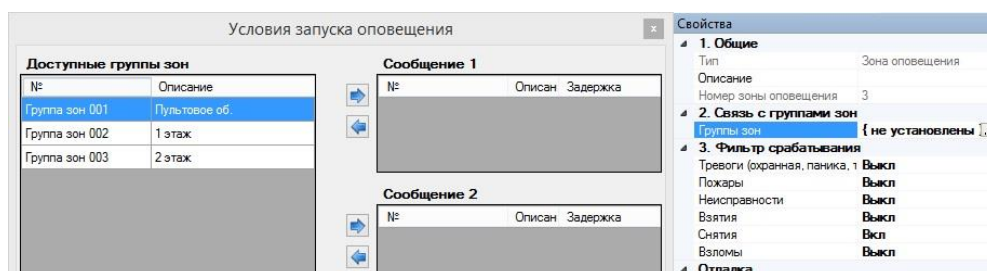 Условия запуска оповещения
x
Доступные группы зон
№ Описание
Группа зон 001 Пультовое об.
Группа зон 002 1 этаж
Группа зон 003 2 этаж
Сообщение 1
№ Описан Задержка
Сообщение 2
№ Описан Задержка
Свойства
1. Общие
Тип Зона оповещения
Описание
Номер зоны оповещения 3
2. Связь с группами зон
Группы зон { не установлены }
3. Фильтр срабатывания
Тревоги (охранная, паника, т Выкл
Пожары Выкл
Неисправности Выкл
Взятия Выкл
Снятия Вкл
Взломы Выкл
Отладка